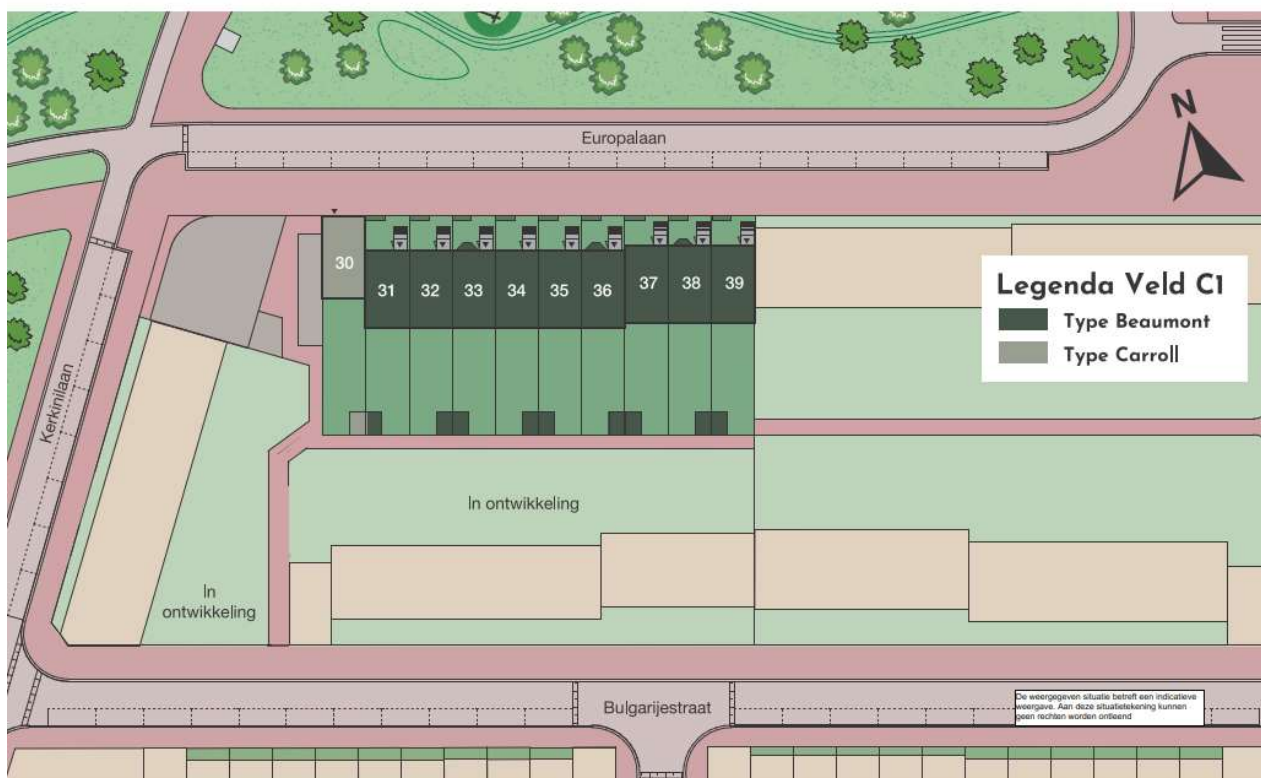 Europalaan
N
30
31
32
33
34
35
36
37
38
39
Legenda Veld C1
Type Beaumont
Type Carroll
Kerkinilaan
In ontwikkeling
In
ontwikkeling
Bulgarijestraat
De weergegeven situatie betreft een indicatieve
weergave. Aan deze situatietekening kunnen
geen rechten worden ontleend